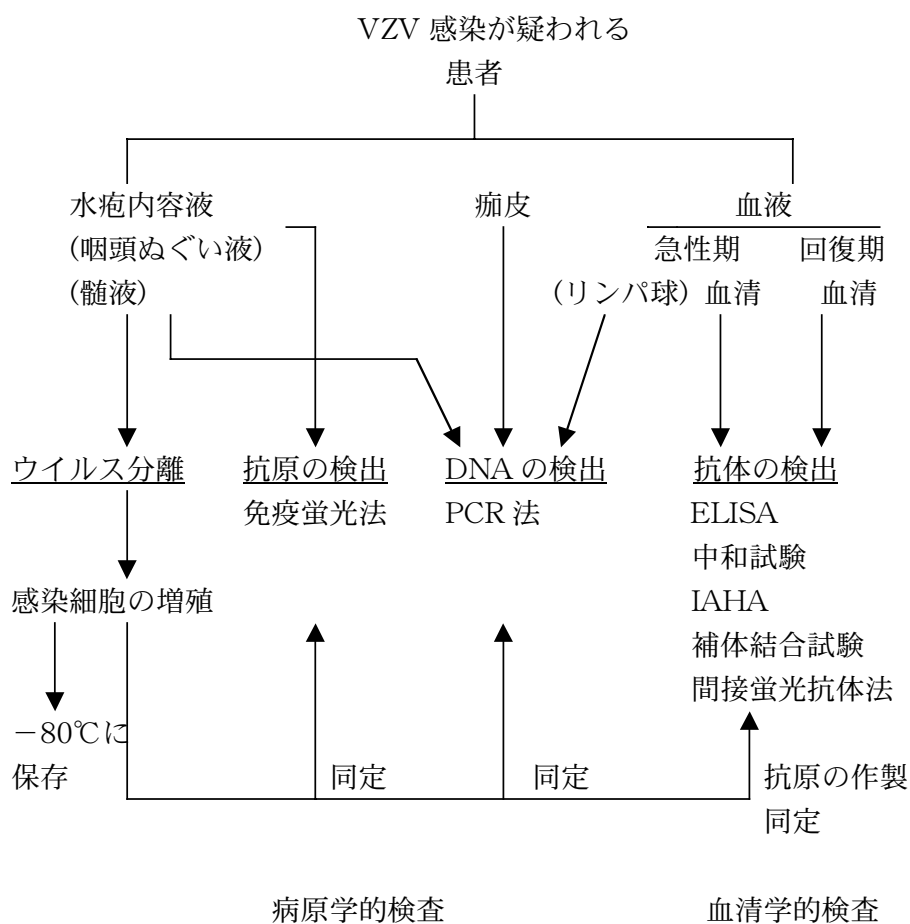 VZV 感染が疑われる
患者
水疱内容液
(咽頭ぬぐい液)
(髄液)
痂皮
血液
急性期 回復期
(リンパ球) 血清 血清
ウイルス分離 抗原の検出 DNA の検出 抗体の検出
免疫蛍光法 PCR 法 ELISA
中和試験
感染細胞の増殖 IAHA
補体結合試験
間接蛍光抗体法
－80℃に
保存 同定 同定 抗原の作製
同定
病原学的検査 血清学的検査